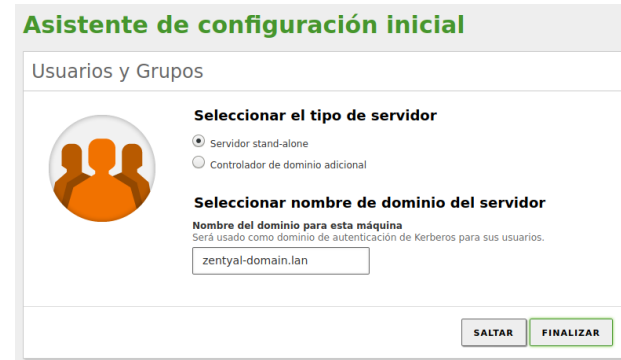 Asistente de configuración inicial
Usuarios y Grupos
Seleccionar el tipo de servidor
Servidor stand-alone
Controlador de dominio adicional
Seleccionar nombre de dominio del servidor
Nombre del dominio para esta máquina
Será usado como dominio de autenticación de Kerberos para sus usuarios.
zentyal-domain.lan
SALTAR FINALIZAR